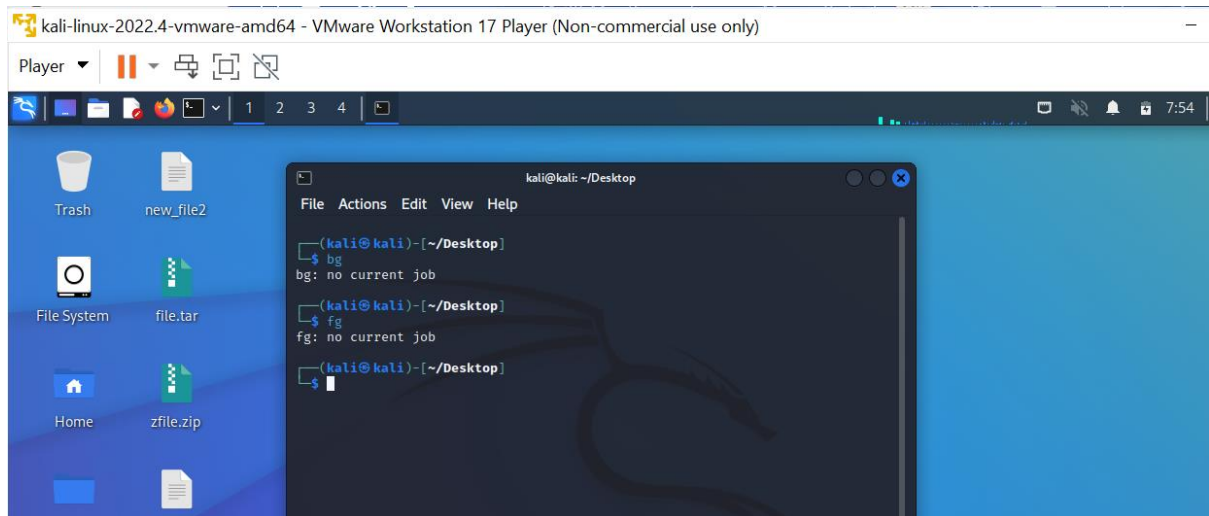 kali-linux-2022.4-vmware-amd64 - VMware Workstation 17 Player (Non-commercial use only)
Player
1 2 3 4
7:54
Trash
new_file2
File System
file.tar
Home
zfile.zip
kali@kali: ~/Desktop
File Actions Edit View Help
┌──(kali㉿kali)-[~/Desktop]
└─$ bg
bg: no current job
┌──(kali㉿kali)-[~/Desktop]
└─$ fg
fg: no current job
┌──(kali㉿kali)-[~/Desktop]
└─$